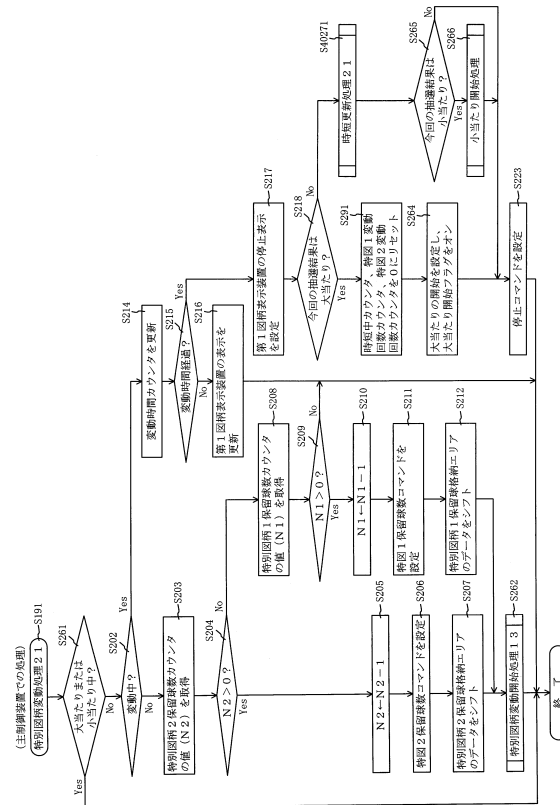 (主制御装置での処理)
特別図柄変動処理21
S191
大当たりまたは
小当たり中?
S261
Yes
No
変動中?
S202
Yes
No
特別図柄2保留球数カウンタ
の値(N2)を取得
S203
N2>0?
S204
No
Yes
N2←N2-1
S205
特図2保留球数コマンドを設定
S206
特別図柄2保留球格納エリア
のデータをシフト
S207
特別図柄1保留球数カウンタ
の値(N1)を取得
S208
N1>0?
S209
No
Yes
N1←N1-1
S210
特図1保留球数コマンドを
設定
S211
特別図柄1保留球格納エリア
のデータをシフト
S212
特別図柄変動開始処理13
S262
変動時間カウンタを更新
S214
変動時間経過?
S215
Yes
No
第1図柄表示装置の表示を
更新
S216
第1図柄表示装置の停止表示
を設定
S217
今回の抽選結果は
大当たり?
S218
No
Yes
時短中カウンタ、特図1変動
回数カウンタ、特図2変動
回数カウンタを0にリセット
S291
大当たりの開始を設定し、
大当たり開始フラグをオン
S264
時短更新処理21
S40271
今回の抽選結果は
小当たり?
S265
No
Yes
小当たり開始処理
S266
停止コマンドを設定
S223
終了